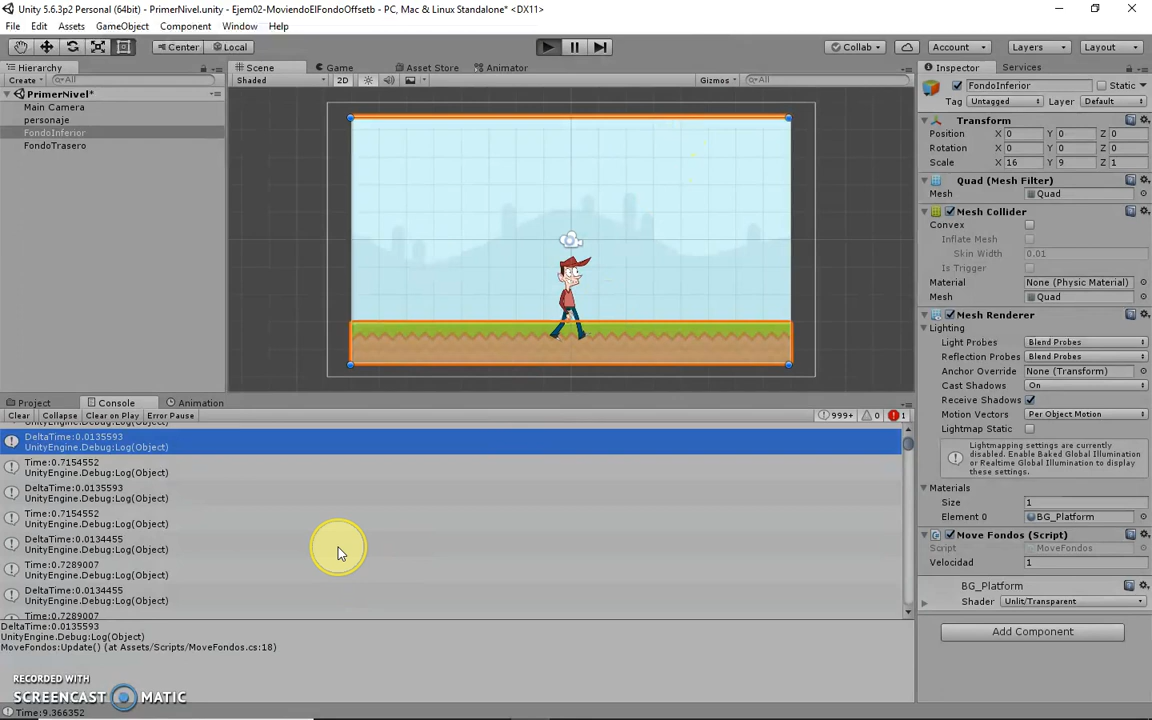 Unity 5.6.3p2 Personal (64bit) - PrimerNivel.unity - Ejem02-MoviendoElFondoOffsetb - PC, Mac & Linux Standalone* <DX11>
File Edit Assets GameObject Component Window Help
Center Local Collab Account Layers Layout
Hierarchy Scene Game Asset Store Animator Inspector Services
Create All Shaded 2D Gizmos All FondoInferior Static
PrimerNivel* Tag Untagged Layer Default
Main Camera
personaje
FondoInferior
FondoTrasero
Transform
Position X 0 Y 0 Z 0
Rotation X 0 Y 0 Z 0
Scale X 16 Y 9 Z 1
Quad (Mesh Filter)
Mesh Quad
Mesh Collider
Convex
Inflate Mesh
Skin Width 0.01
Is Trigger
Material None (Physic Material)
Mesh Quad
Mesh Renderer
Lighting
Light Probes Blend Probes
Reflection Probes Blend Probes
Anchor Override None (Transform)
Cast Shadows On
Receive Shadows
Motion Vectors Per Object Motion
Lightmap Static
Lightmapping settings are currently
disabled. Enable Baked Global Illumination
or Realtime Global Illumination to display
these settings.
Materials
Size 1
Element 0 BG_Platform
Move Fondos (Script)
Script MoveFondos
Velocidad 1
BG_Platform
Shader Unlit/Transparent
Add Component
Project Console Animation
Clear Collapse Clear on Play Error Pause 999+ 0 1
UnityEngine.Debug:Log(Object)
DeltaTime:0.0135593
UnityEngine.Debug:Log(Object)
Time:0.7154552
UnityEngine.Debug:Log(Object)
DeltaTime:0.0135593
UnityEngine.Debug:Log(Object)
Time:0.7154552
UnityEngine.Debug:Log(Object)
DeltaTime:0.0134455
UnityEngine.Debug:Log(Object)
Time:0.7289007
UnityEngine.Debug:Log(Object)
DeltaTime:0.0134455
UnityEngine.Debug:Log(Object)
Time:0.7289007
DeltaTime:0.0135593
UnityEngine.Debug:Log(Object)
MoveFondos:Update() (at Assets/Scripts/MoveFondos.cs:18)
RECORDED WITH
SCREENCAST MATIC
Time:9.366352